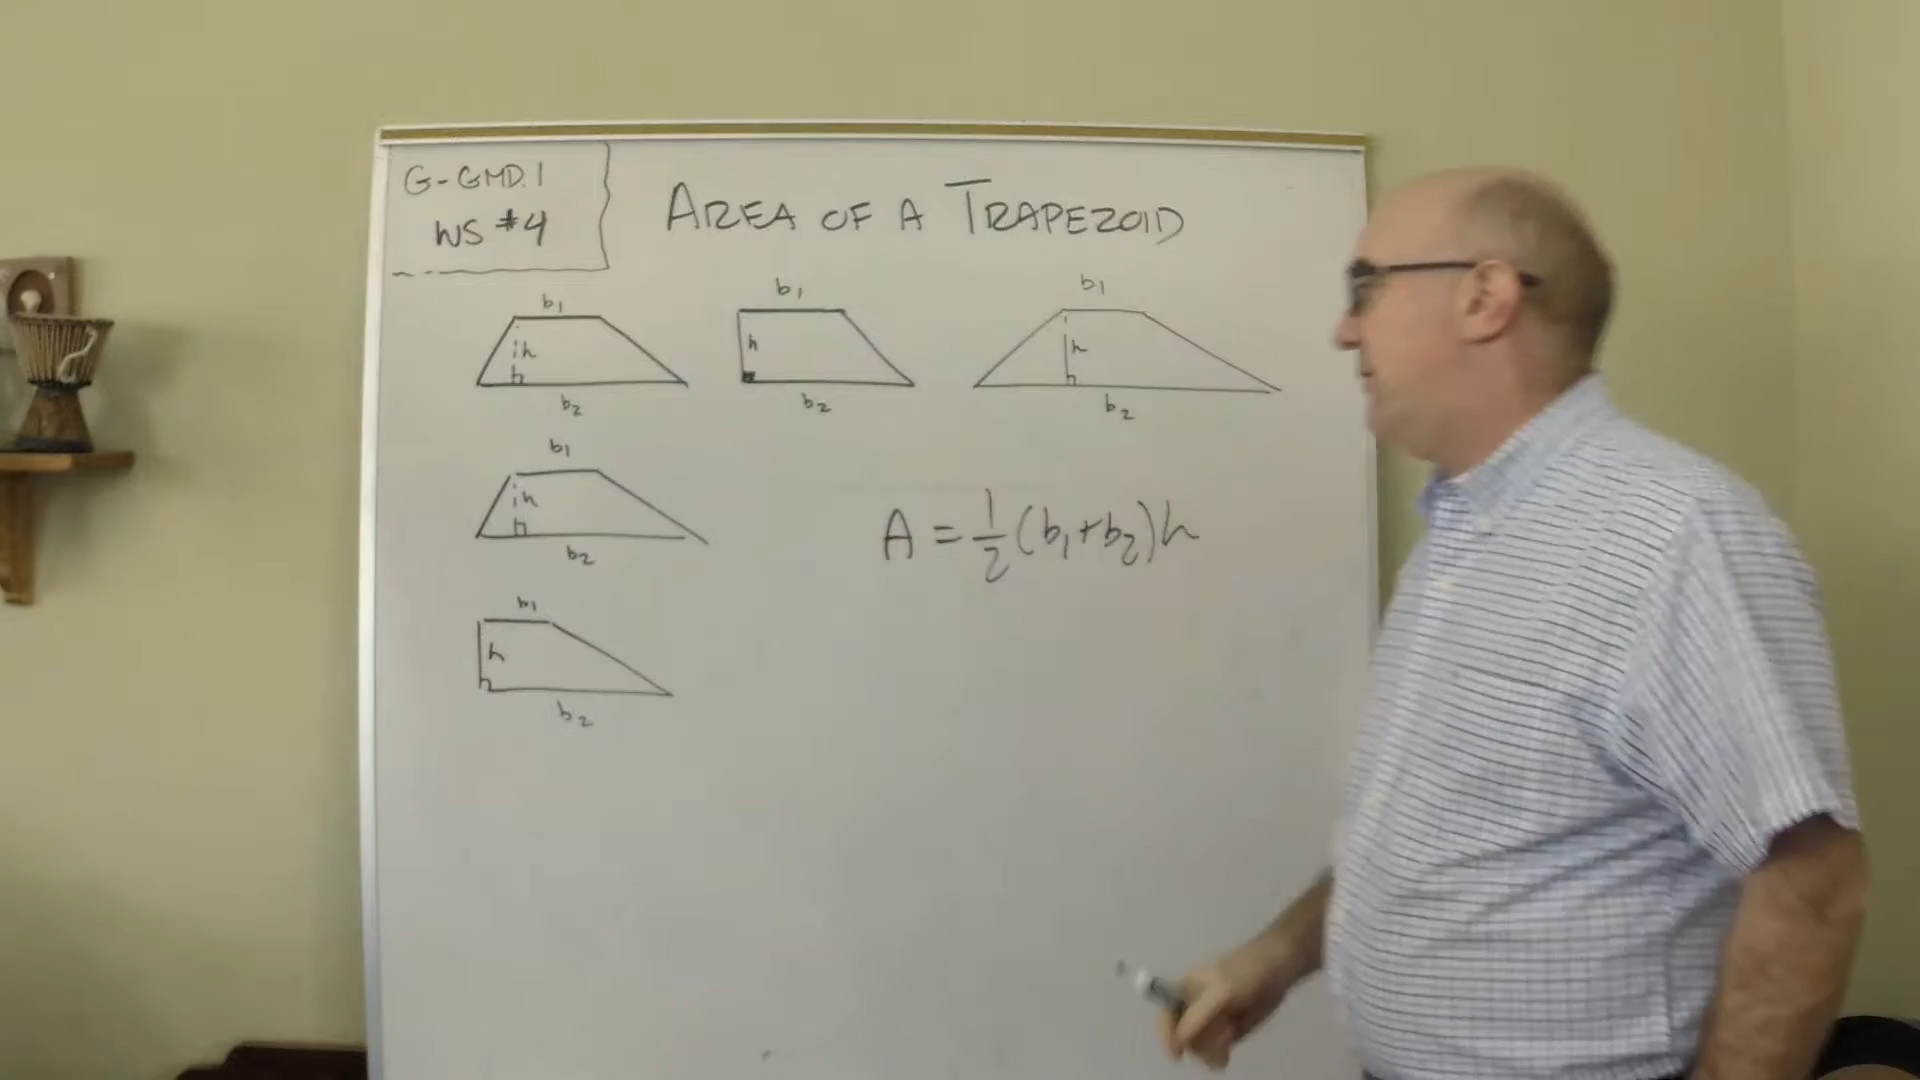 G-GMD.1
WS #4
AREA OF A TRAPEZOID
b1
h
b2
b1
h
b2
b1
h
b2
b1
h
b2
A = 1/2 (b1+b2)h
b1
h
b2